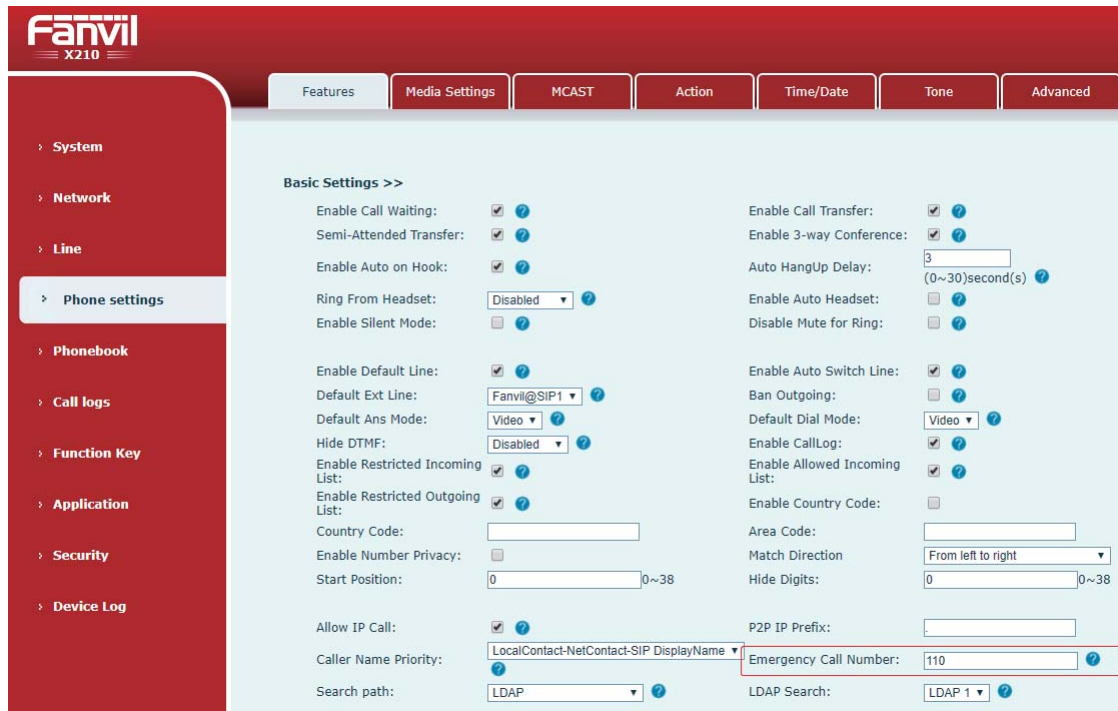 Fanvil
X210
Features Media Settings MCAST Action Time/Date Tone Advanced
› System
› Network
› Line
› Phone settings
› Phonebook
› Call logs
› Function Key
› Application
› Security
› Device Log
Basic Settings >>
Enable Call Waiting: ? Enable Call Transfer: ?
Semi-Attended Transfer: ? Enable 3-way Conference: ?
Enable Auto on Hook: ? Auto HangUp Delay: 3
(0~30)second(s) ?
Ring From Headset: Disabled ? Enable Auto Headset: ?
Enable Silent Mode: ? Disable Mute for Ring: ?
Enable Default Line: ? Enable Auto Switch Line: ?
Default Ext Line: Fanvil@SIP1 ? Ban Outgoing: ?
Default Ans Mode: Video ? Default Dial Mode: Video ?
Hide DTMF: Disabled ? Enable CallLog: ?
Enable Restricted Incoming
List: ? Enable Allowed Incoming
List: ?
Enable Restricted Outgoing
List: ? Enable Country Code:
Country Code: Area Code:
Enable Number Privacy: Match Direction From left to right
Start Position: 0 0~38 Hide Digits: 0 0~38
Allow IP Call: ? P2P IP Prefix: .
Caller Name Priority: LocalContact-NetContact-SIP DisplayName ? Emergency Call Number: 110 ?
Search path: LDAP ? LDAP Search: LDAP 1 ?